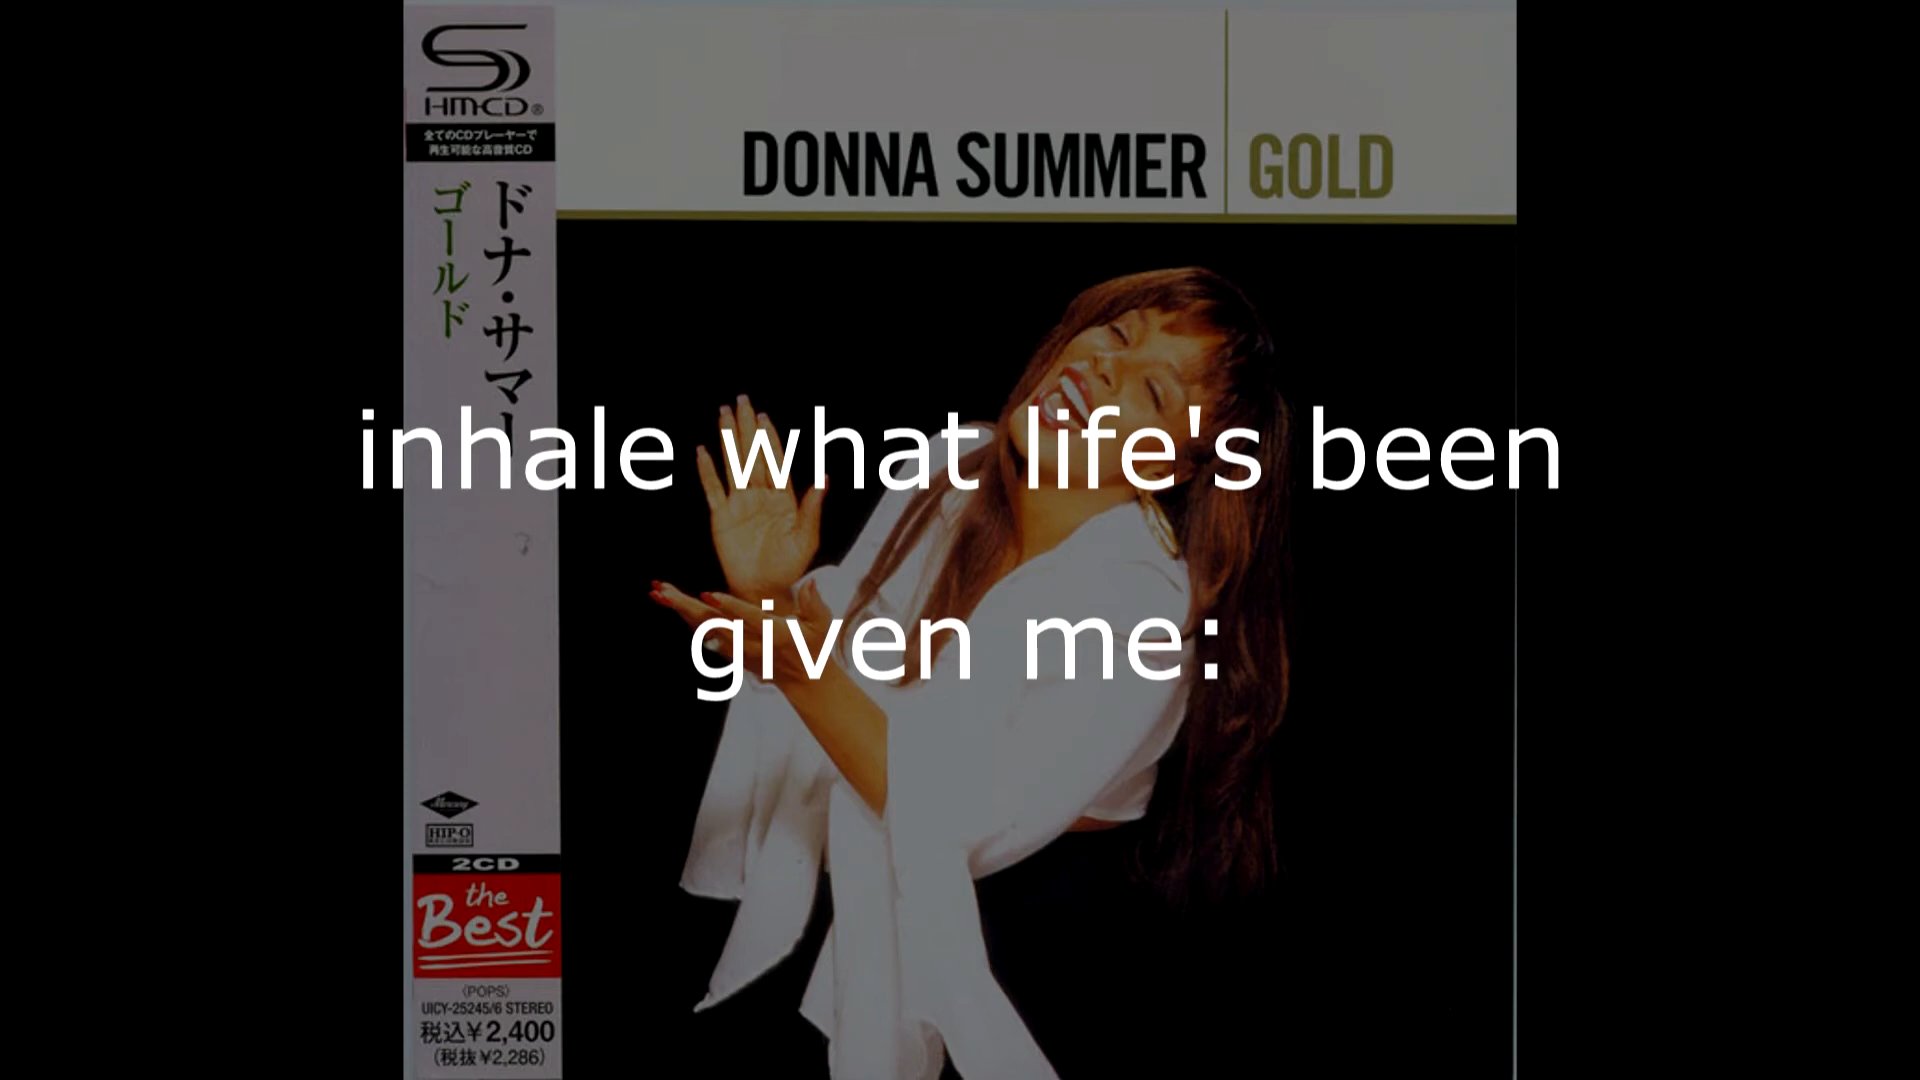 HM-CD®
全てのCDプレーヤーで
再生可能な高音質CD
ドナ・サマー
ゴールド
DONNA SUMMER
GOLD
inhale what life's been
given me:
Mercury
HIP-O
RECORDS
2CD
the
Best
〈POPS〉
UICY-25245/6 STEREO
税込¥2,400
(税抜¥2,286)